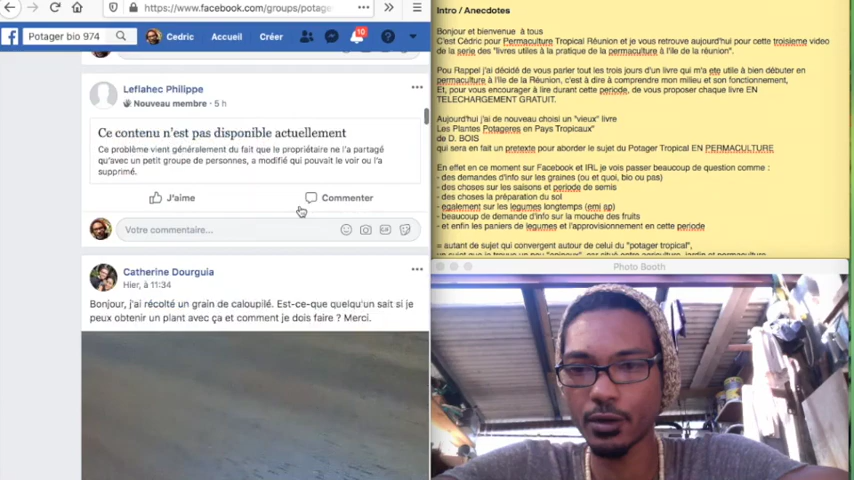 https://www.facebook.com/groups/potage
Potager bio 974
Cedric
Accueil
Créer
10
Leflahec Philippe
Nouveau membre · 5 h
Ce contenu n'est pas disponible actuellement
Ce problème vient généralement du fait que le propriétaire ne l'a partagé
qu'avec un petit groupe de personnes, a modifié qui pouvait le voir ou l'a
supprimé.
J'aime
Commenter
Votre commentaire...
GIF
Catherine Dourguia
Hier, à 11:34
Bonjour, j'ai récolté un grain de caloupilé. Est-ce-que quelqu'un sait si je
peux obtenir un plant avec ça et comment je dois faire ? Merci.
Intro / Anecdotes
Bonjour et bienvenue à tous
C'est Cédric pour Permaculture Tropical Réunion et je vous retrouve aujourd'hui pour cette troisieme video
de la serie des "livres utiles à la pratique de la permaculture à l'ile de la réunion".
Pou Rappel j'ai décidé de vous parler tout les trois jours d'un livre qui m'a ete utile à bien débuter en
permaculture à l'ile de la Réunion, c'est à dire à comprendre mon milieu et son fonctionnement,
Et, pour vous encourager à lire durant cette periode, de vous proposer chaque livre EN
TELECHARGEMENT GRATUIT.
Aujourd'hui j'ai de nouveau choisi un "vieux" livre
Les Plantes Potageres en Pays Tropicaux"
de D. BOIS
qui sera en fait un pretexte pour aborder le sujet du Potager Tropical EN PERMACULTURE
En effet en ce moment sur Facebook et IRL je vois passer beaucoup de question comme :
- des demandes d'info sur les graines (ou et quoi, bio ou pas)
- des choses sur les saisons et periode de semis
- des choses la préparation du sol
- egalement sur les legumes longtemps (emi ap)
- beaucoup de demande d'info sur la mouche des fruits
- et enfin les paniers de legumes et l'approvisionnement en cette periode
= autant de sujet qui convergent autour de celui du "potager tropical",
Photo Booth